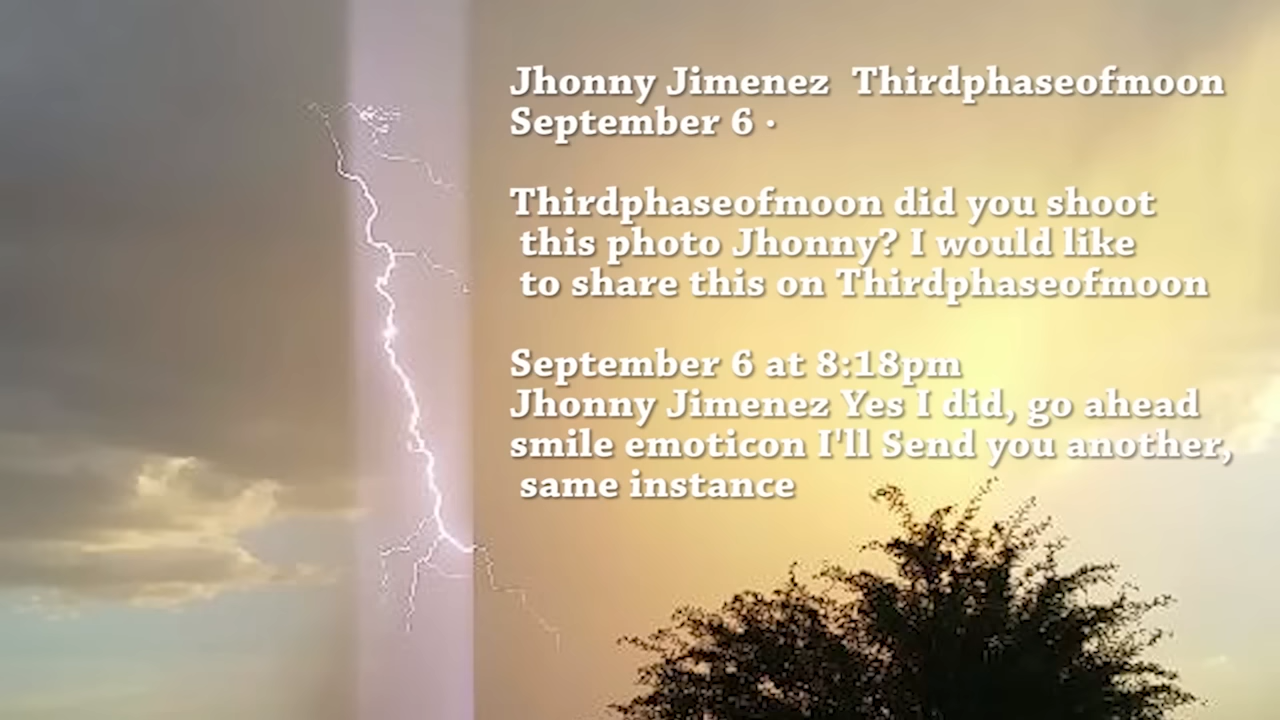 Jhonny Jimenez Thirdphaseofmoon
September 6 ·
Thirdphaseofmoon did you shoot
this photo Jhonny? I would like
to share this on Thirdphaseofmoon
September 6 at 8:18pm
Jhonny Jimenez Yes I did, go ahead
smile emoticon I'll Send you another,
same instance